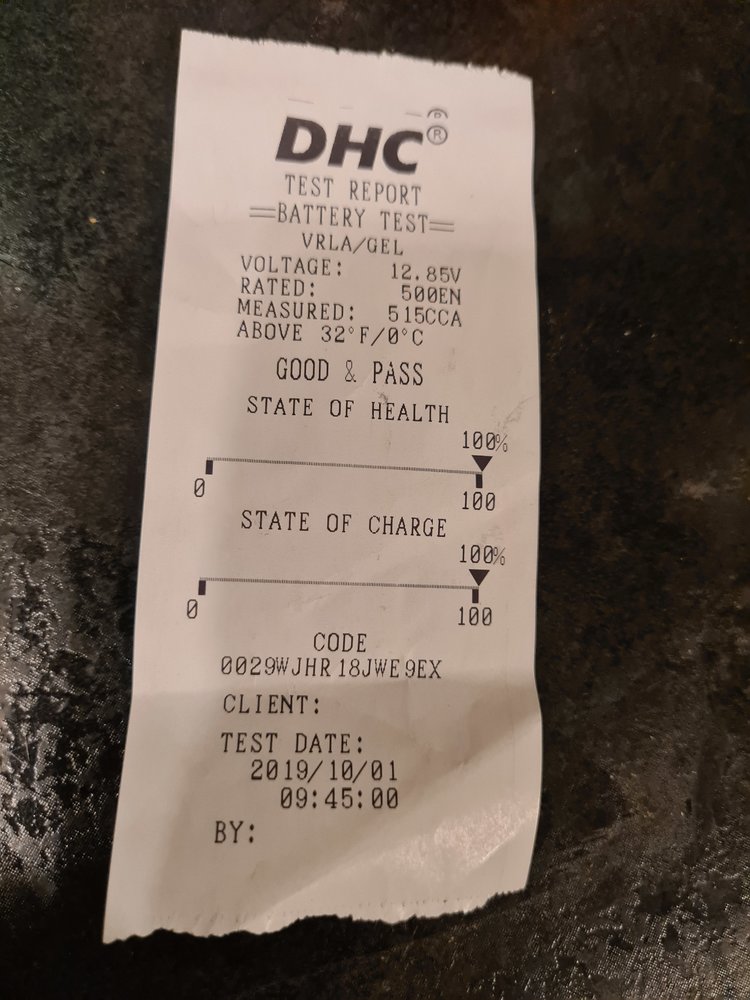 DHC®
TEST REPORT
==BATTERY TEST==
VRLA/GEL
VOLTAGE: 12.85V
RATED: 500EN
MEASURED: 515CCA
ABOVE 32°F/0°C
GOOD & PASS
STATE OF HEALTH
100%
0 100
STATE OF CHARGE
100%
0 100
CODE
0029WJHR18JWE9EX
CLIENT:
TEST DATE:
2019/10/01
09:45:00
BY: